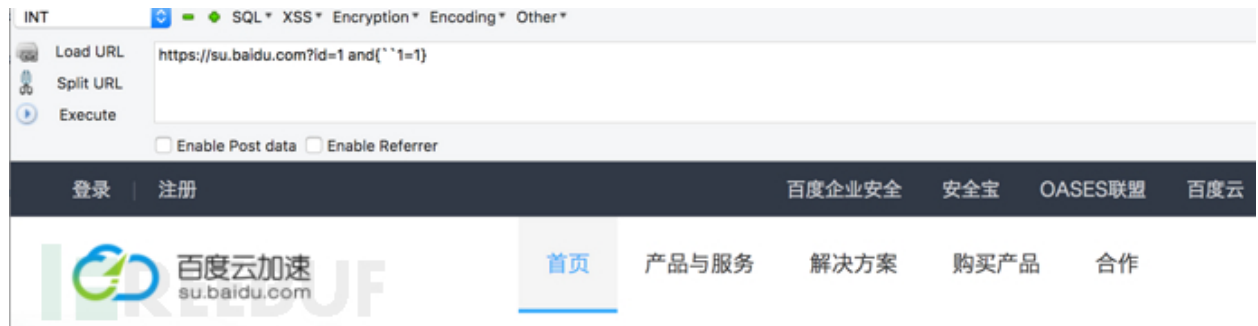 INT SQL* XSS* Encryption* Encoding* Other*
Load URL https://su.baidu.com?id=1 and{``1=1}
Split URL
Execute
Enable Post data Enable Referrer
登录 | 注册 百度企业安全 安全宝 OASES联盟 百度云
百度云加速 首页 产品与服务 解决方案 购买产品 合作
su.baidu.com
REEBUF